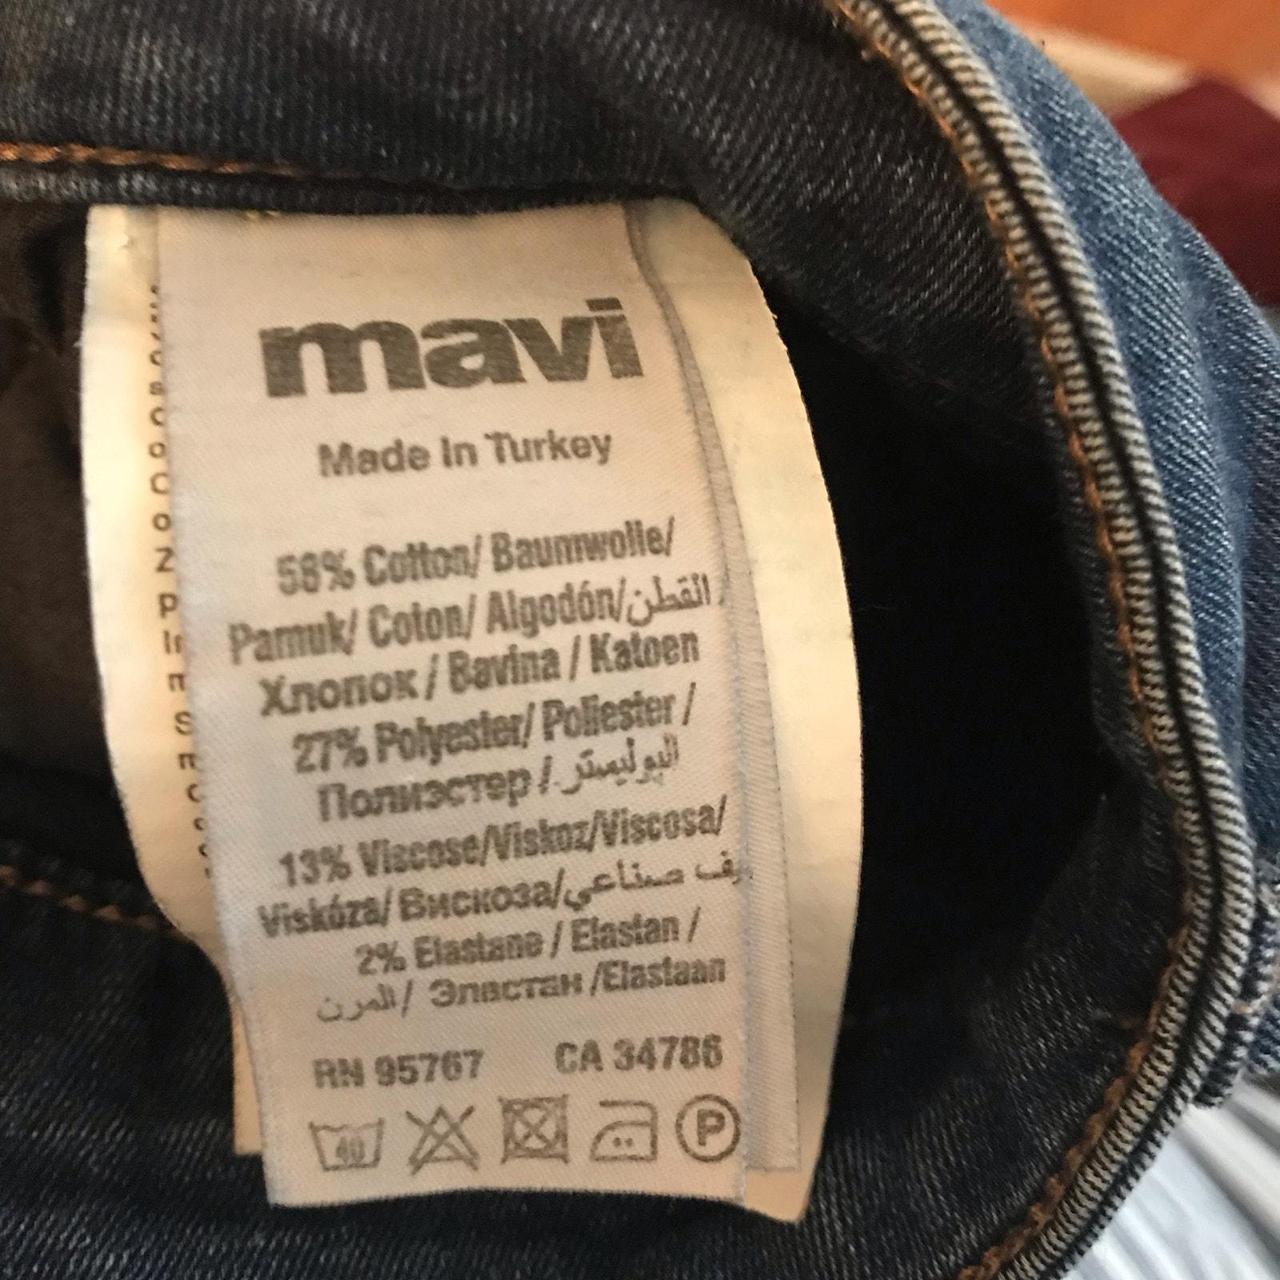 mavi
Made In Turkey
58% Cotton/ Baumwolle/
Pamuk/ Coton/ Algodón/القطن
Хлопок / Bavlna / Katoen
27% Polyester/ Poliester /
Полиэстер / البوليستر
13% Viscose/Viskoz/Viscosa/
Viskóza/ Вискоза/ صناعي
2% Elastane / Elastan /
المرن/ Эластан /Elastaan
RN 95767 CA 34786
40 P